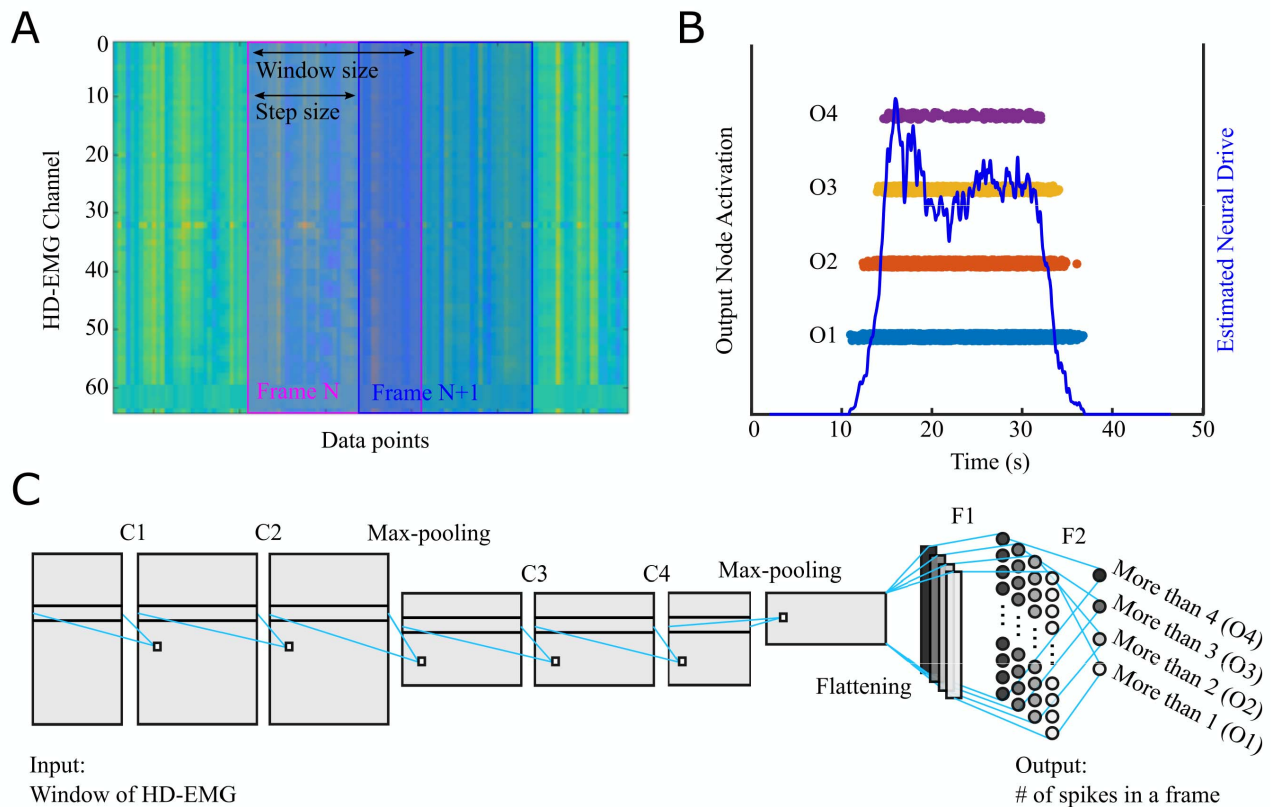 A
0
10
20
30
40
50
60
HD-EMG Channel
Window size
Step size
Frame N
Frame N+1
Data points
B
Output Node Activation
O4
O3
O2
O1
Estimated Neural Drive
0
10
20
30
40
50
Time (s)
C
C1
C2
Max-pooling
C3
C4
Max-pooling
Flattening
F1
F2
More than 4 (O4)
More than 3 (O3)
More than 2 (O2)
More than 1 (O1)
Input:
Window of HD-EMG
Output:
# of spikes in a frame